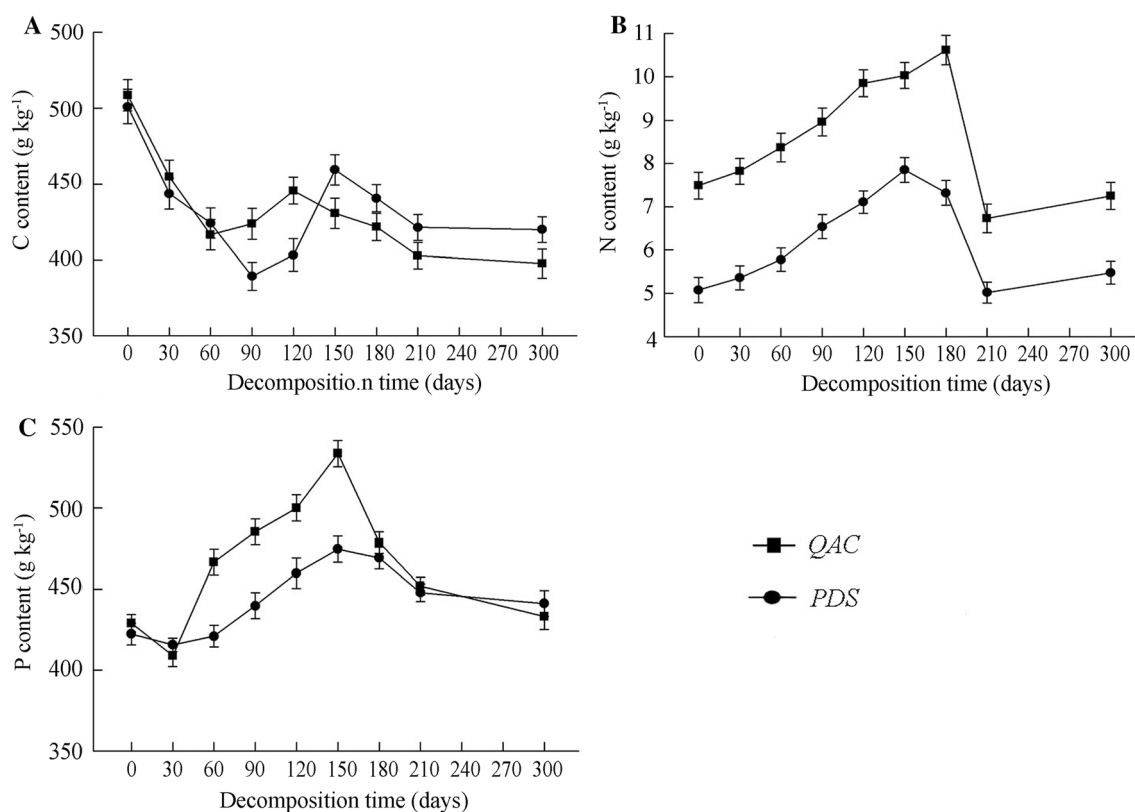 A
C content (g kg-1)
500
500
450
400
350
0 30 60 90 120 150 180 210 240 270 300
Decompositio.n time (days)
B
N content (g kg-1)
11
10
9
8
7
6
5
4
0 30 60 90 120 150 180 210 240 270 300
Decomposition time (days)
C
P content (g kg-1)
550
500
450
400
350
0 30 60 90 120 150 180 210 240 270 300
Decomposition time (days)
QAC
PDS